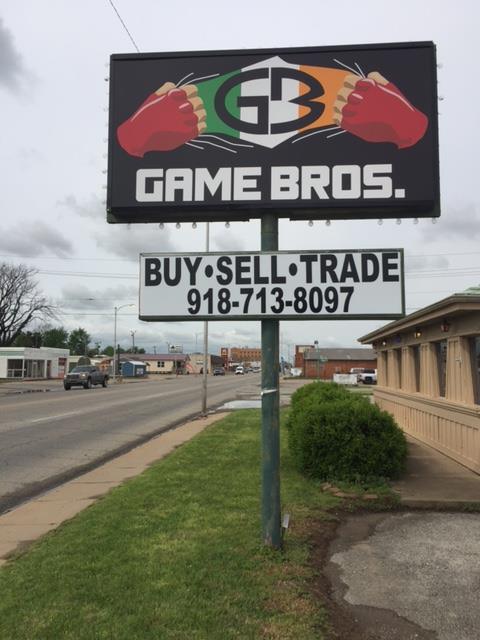 GB
GAME BROS.
BUY•SELL•TRADE
918-713-8097